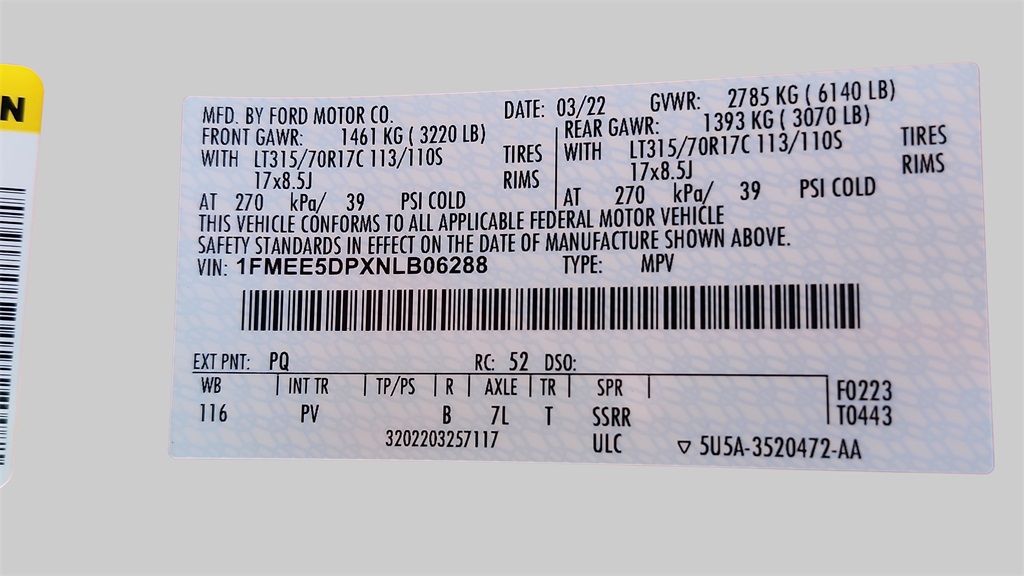 N
MFD. BY FORD MOTOR CO. DATE: 03/22 GVWR: 2785 KG ( 6140 LB)
FRONT GAWR: 1461 KG ( 3220 LB) REAR GAWR: 1393 KG ( 3070 LB)
WITH LT315/70R17C 113/110S TIRES WITH LT315/70R17C 113/110S TIRES
17x8.5J RIMS 17x8.5J RIMS
AT 270 kPa/ 39 PSI COLD AT 270 kPa/ 39 PSI COLD
THIS VEHICLE CONFORMS TO ALL APPLICABLE FEDERAL MOTOR VEHICLE
SAFETY STANDARDS IN EFFECT ON THE DATE OF MANUFACTURE SHOWN ABOVE.
VIN: 1FMEE5DPXNLB06288 TYPE: MPV
EXT PNT: PQ RC: 52 DSO:
WB INT TR TP/PS R AXLE TR SPR F0223
116 PV B 7L T SSRR T0443
3202203257117 ULC ▽ 5U5A-3520472-AA